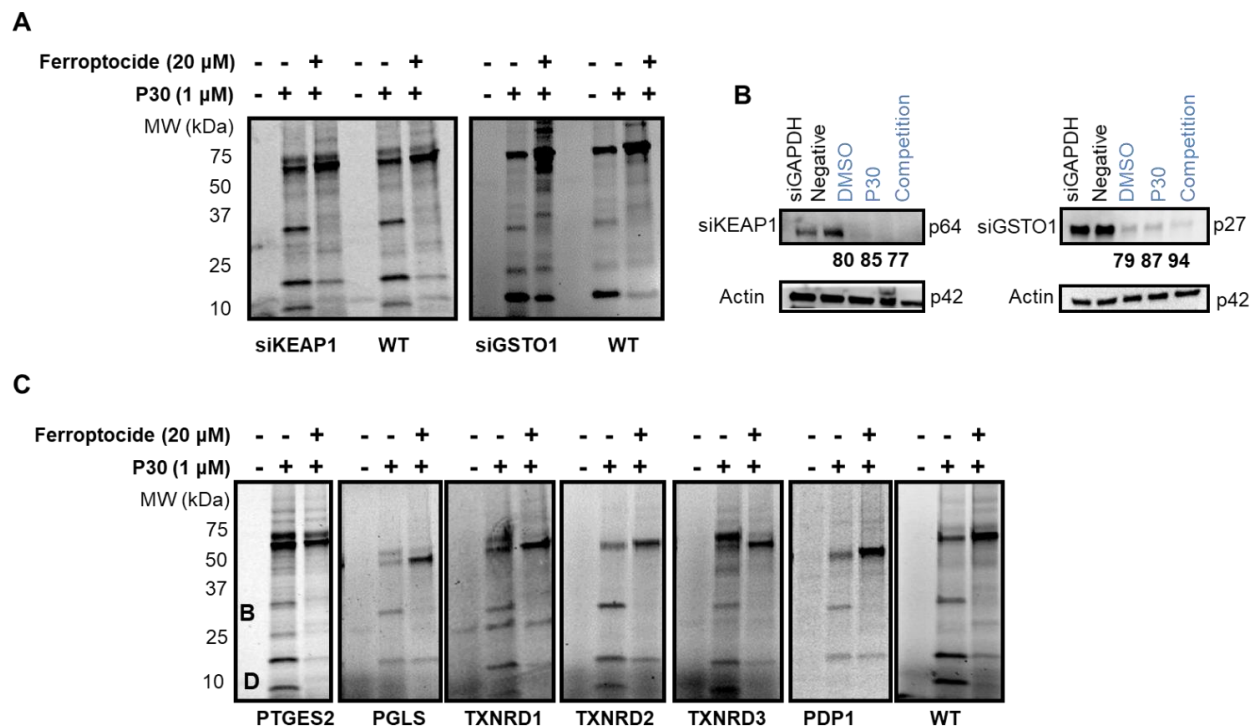 A
Ferroptocide (20 µM) - - + - - + - - + - - +
P30 (1 µM) - + + - + + - + + - + +
MW (kDa)
75
50
37
25
10
siKEAP1 WT siGSTO1 WT
B
siGAPDH
Negative
DMSO
P30
Competition
siKEAP1 p64
80 85 77
Actin p42
siGAPDH
Negative
DMSO
P30
Competition
siGSTO1 p27
79 87 94
Actin p42
C
Ferroptocide (20 µM) - - + - - + - - + - - + - - + - - + - - +
P30 (1 µM) - + + - + + - + + - + + - + + - + + - + +
MW (kDa)
75
50
37
B
25
D
10
PTGES2 PGLS TXNRD1 TXNRD2 TXNRD3 PDP1 WT